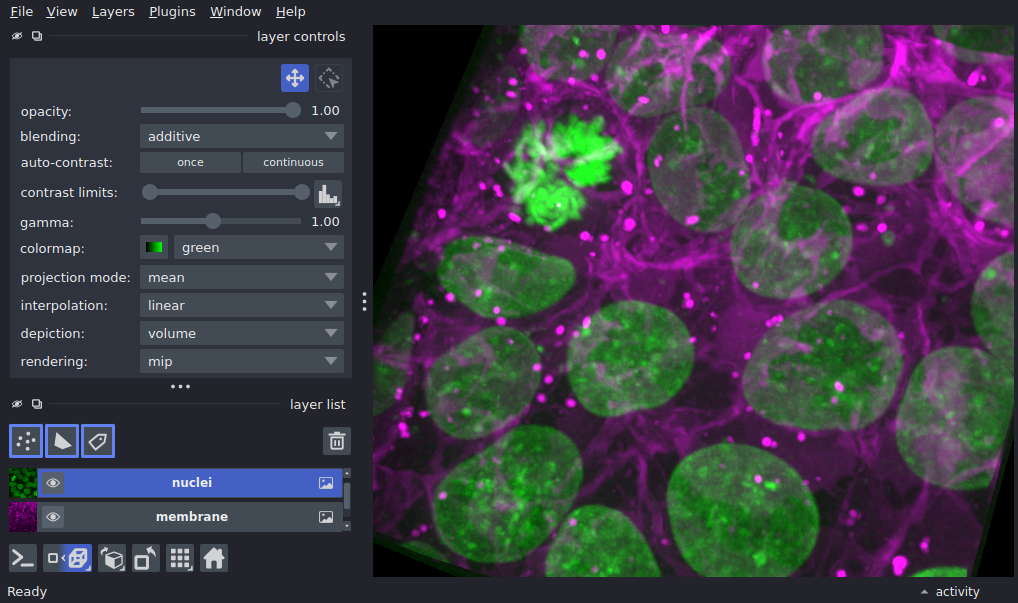 File View Layers Plugins Window Help
layer controls
opacity: 1.00
blending: additive
auto-contrast: once continuous
contrast limits:
gamma: 1.00
colormap: green
projection mode: mean
interpolation: linear
depiction: volume
rendering: mip
layer list
nuclei
membrane
Ready activity